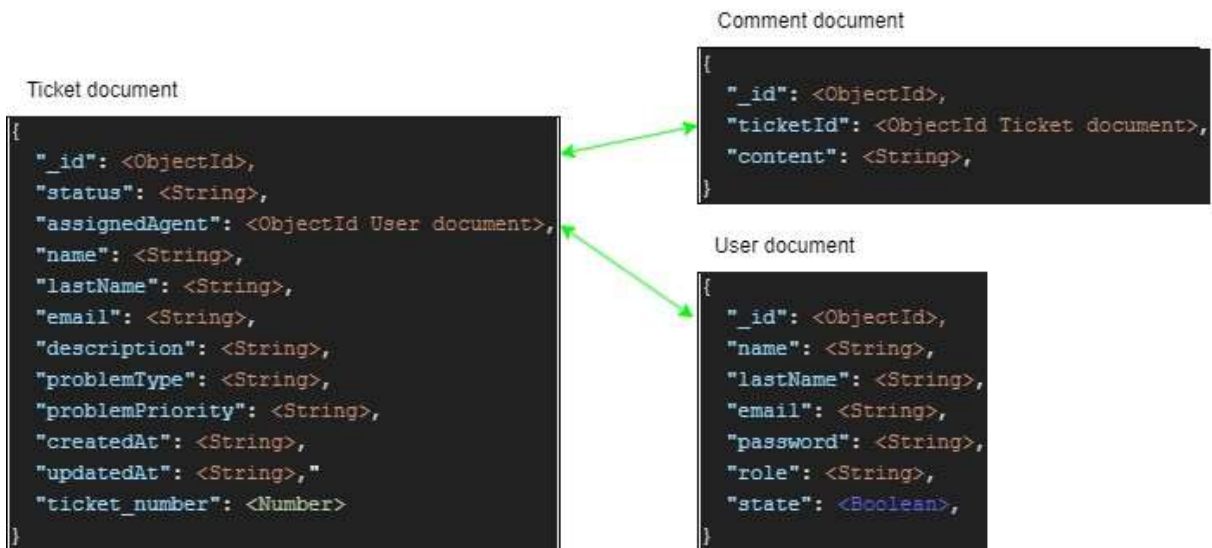 Ticket document
{
"_id": <ObjectId>,
"status": <String>,
"assignedAgent": <ObjectId User document>,
"name": <String>,
"lastName": <String>,
"email": <String>,
"description": <String>,
"problemType": <String>,
"problemPriority": <String>,
"createdAt": <String>,
"updatedAt": <String>,"
"ticket_number": <Number>
}
Comment document
{
"_id": <ObjectId>,
"ticketId": <ObjectId Ticket document>,
"content": <String>,
}
User document
{
"_id": <ObjectId>,
"name": <String>,
"lastName": <String>,
"email": <String>,
"password": <String>,
"role": <String>,
"state": <Boolean>,
}